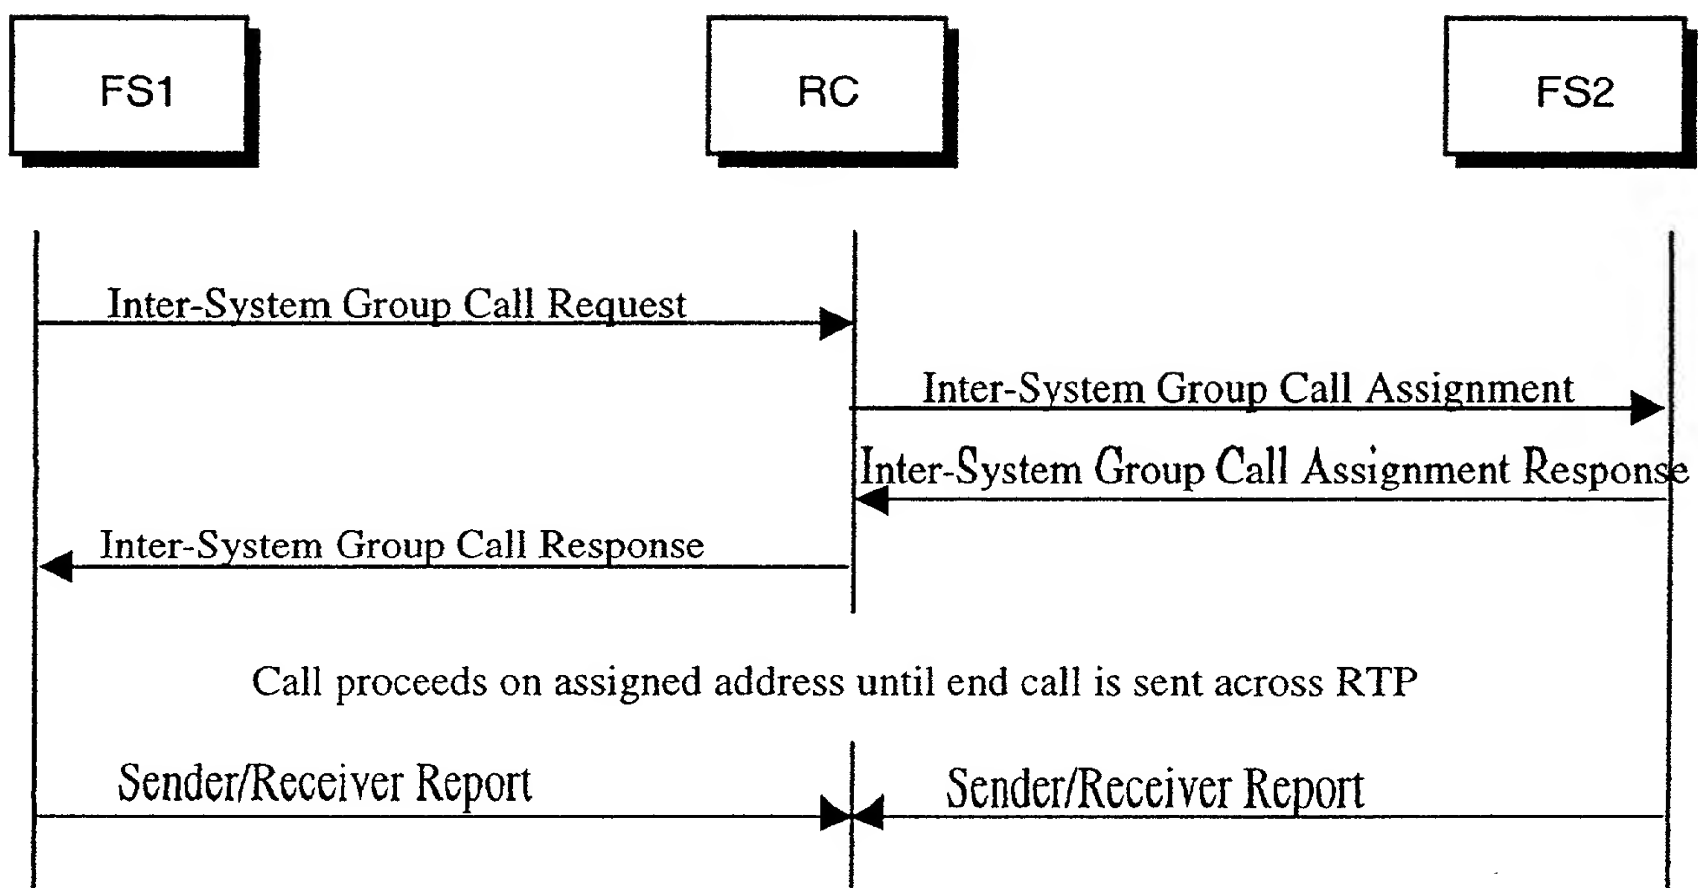 FS1
RC
FS2
Inter-System Group Call Request
Inter-System Group Call Assignment
Inter-System Group Call Assignment Response
Inter-System Group Call Response
Call proceeds on assigned address until end call is sent across RTP
Sender/Receiver Report
Sender/Receiver Report